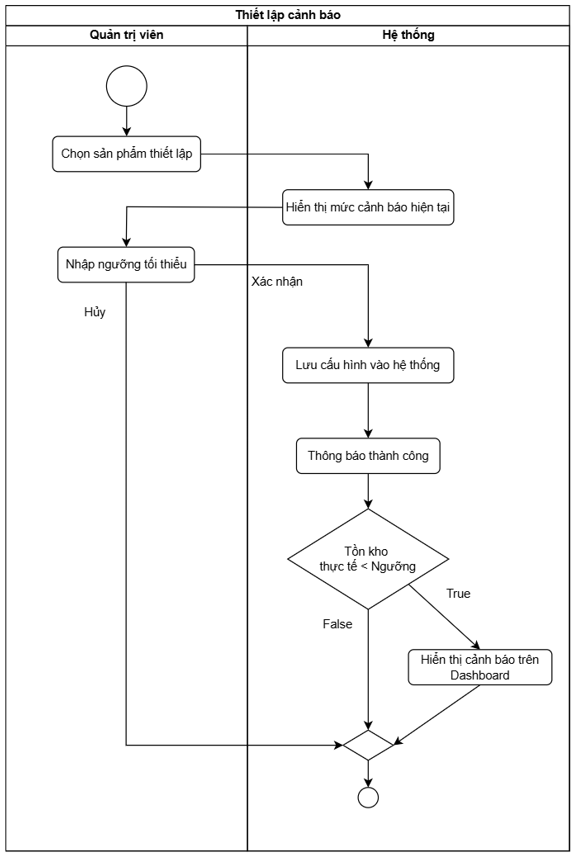 Thiết lập cảnh báo
Quản trị viên
Hệ thống
Chọn sản phẩm thiết lập
Hiển thị mức cảnh báo hiện tại
Nhập ngưỡng tối thiểu
Xác nhận
Hủy
Lưu cấu hình vào hệ thống
Thông báo thành công
Tồn kho
thực tế < Ngưỡng
True
False
Hiển thị cảnh báo trên
Dashboard